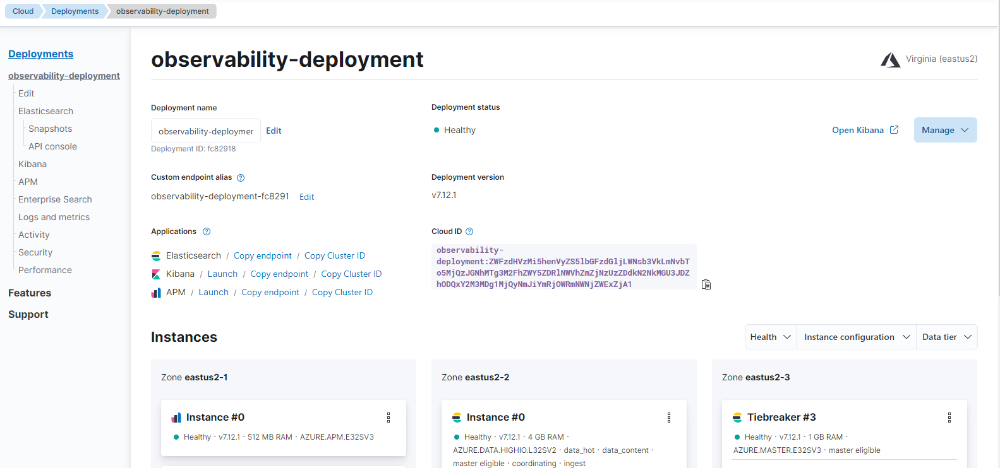 Cloud
Deployments
observability-deployment
Deployments
observability-deployment
Edit
Elasticsearch
Snapshots
API console
Kibana
APM
Enterprise Search
Logs and metrics
Activity
Security
Performance
Features
Support
observability-deployment
Virginia (eastus2)
Deployment name
observability-deploymer
Edit
Deployment ID: fc82918
Deployment status
Healthy
Open Kibana
Manage
Custom endpoint alias
observability-deployment-fc8291 Edit
Deployment version
v7.12.1
Applications
Elasticsearch / Copy endpoint / Copy Cluster ID
Kibana / Launch / Copy endpoint / Copy Cluster ID
APM / Launch / Copy endpoint / Copy Cluster ID
Cloud ID
observability-
deployment:ZWFzdHVzMi5henVyZS5lbGFzdGljLWNsb3VkLmNvbT
o5MjQzJGNhMTg3M2FhZWY5ZDRlNWVhZmZjNzUzZDdkN2NkMGU3JDZ
hODQxY2M3MDg1MjQyNmJiYmRjOWRmNWNjZWExZjA1
Instances
Health
Instance configuration
Data tier
Zone eastus2-1
Instance #0
Healthy · v7.12.1 · 512 MB RAM · AZURE.APM.E32SV3
Zone eastus2-2
Instance #0
Healthy · v7.12.1 · 4 GB RAM ·
AZURE.DATA.HIGHIO.L32SV2 · data_hot · data_content ·
master eligible · coordinating · ingest
Zone eastus2-3
Tiebreaker #3
Healthy · v7.12.1 · 1 GB RAM ·
AZURE.MASTER.E32SV3 · master eligible